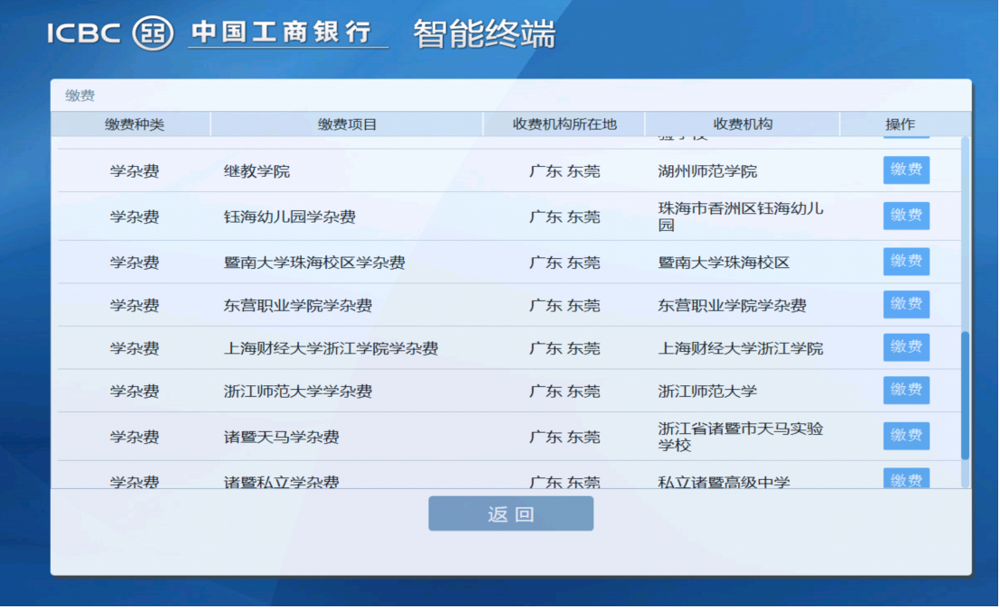 ICBC 中国工商银行 智能终端
缴费
缴费种类 缴费项目 收费机构所在地 收费机构 操作
验学校
学杂费 继教学院 广东 东莞 湖州师范学院 缴费
学杂费 钰海幼儿园学杂费 广东 东莞 珠海市香洲区钰海幼儿 缴费
园
学杂费 暨南大学珠海校区学杂费 广东 东莞 暨南大学珠海校区 缴费
学杂费 东营职业学院学杂费 广东 东莞 东营职业学院学杂费 缴费
学杂费 上海财经大学浙江学院学杂费 广东 东莞 上海财经大学浙江学院 缴费
学杂费 浙江师范大学学杂费 广东 东莞 浙江师范大学 缴费
学杂费 诸暨天马学杂费 广东 东莞 浙江省诸暨市天马实验 缴费
学校
学杂费 诸暨私立学杂费 广东 东莞 私立诸暨高级中学 缴费
返回